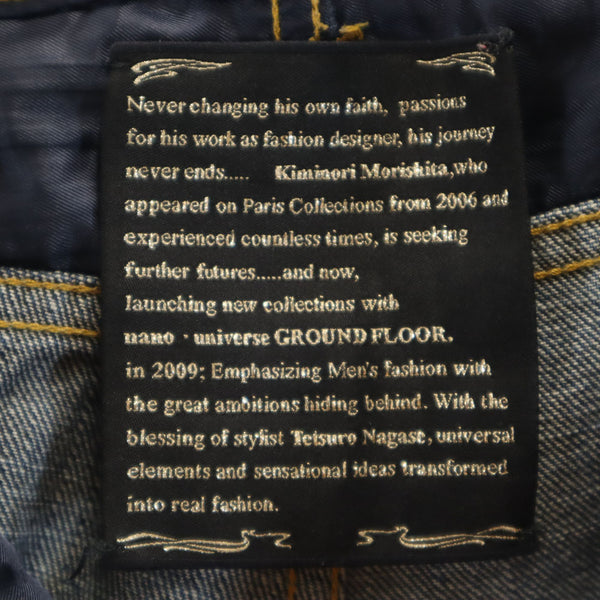 Never changing his own faith, passions
for his work as fashion designer, his journey
never ends..... Kiminori Morishita,who
appeared on Paris Collections from 2006 and
experienced countless times, is seeking
further futures.....and now,
launching new collections with
nano・universe GROUND FLOOR.
in 2009; Emphasizing Men's fashion with
the great ambitions hiding behind. With the
blessing of stylist Tetsuro Nagase, universal
elements and sensational ideas transformed
into real fashion.